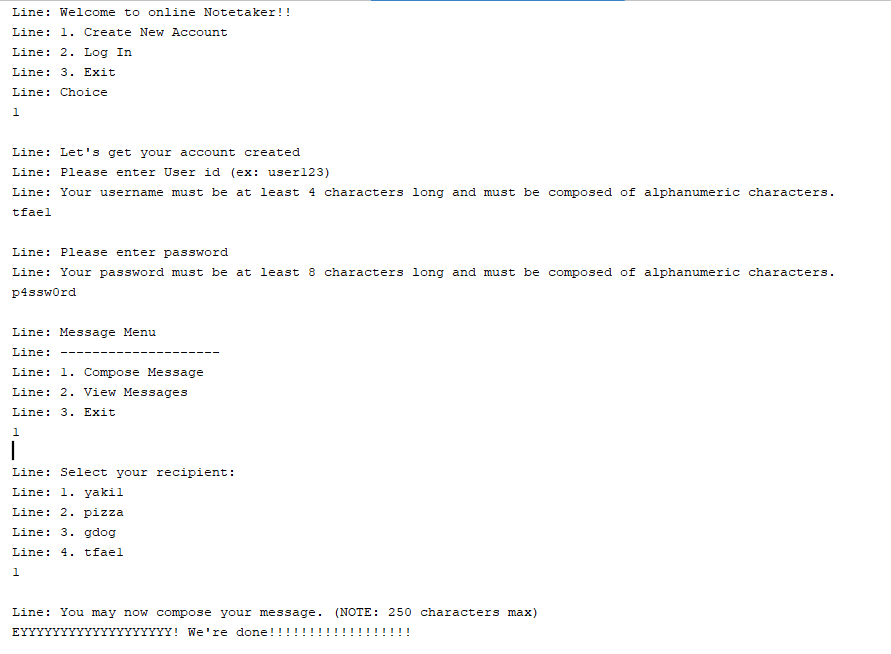 Line: Welcome to online Notetaker!!
Line: 1. Create New Account
Line: 2. Log In
Line: 3. Exit
Line: Choice
1
Line: Let's get your account created
Line: Please enter User id (ex: user123)
Line: Your username must be at least 4 characters long and must be composed of alphanumeric characters.
tfael
Line: Please enter password
Line: Your password must be at least 8 characters long and must be composed of alphanumeric characters.
p4ssw0rd
Line: Message Menu
Line: --------------------
Line: 1. Compose Message
Line: 2. View Messages
Line: 3. Exit
1
Line: Select your recipient:
Line: 1. yakil
Line: 2. pizza
Line: 3. gdog
Line: 4. tfael
1
Line: You may now compose your message. (NOTE: 250 characters max)
EYYYYYYYYYYYYYYYYYYY! We're done!!!!!!!!!!!!!!!!!!